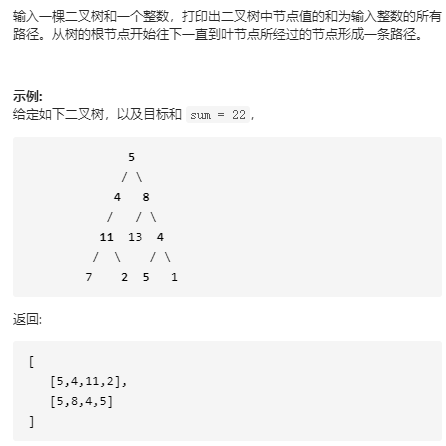 输入一棵二叉树和一个整数，打印出二叉树中节点值的和为输入整数的所有
路径。从树的根节点开始往下一直到叶节点所经过的节点形成一条路径。
示例:
给定如下二叉树，以及目标和 sum = 22，
5
/ \
4 8
/ / \
11 13 4
/ \ / \
7 2 5 1
返回:
[
[5,4,11,2],
[5,8,4,5]
]